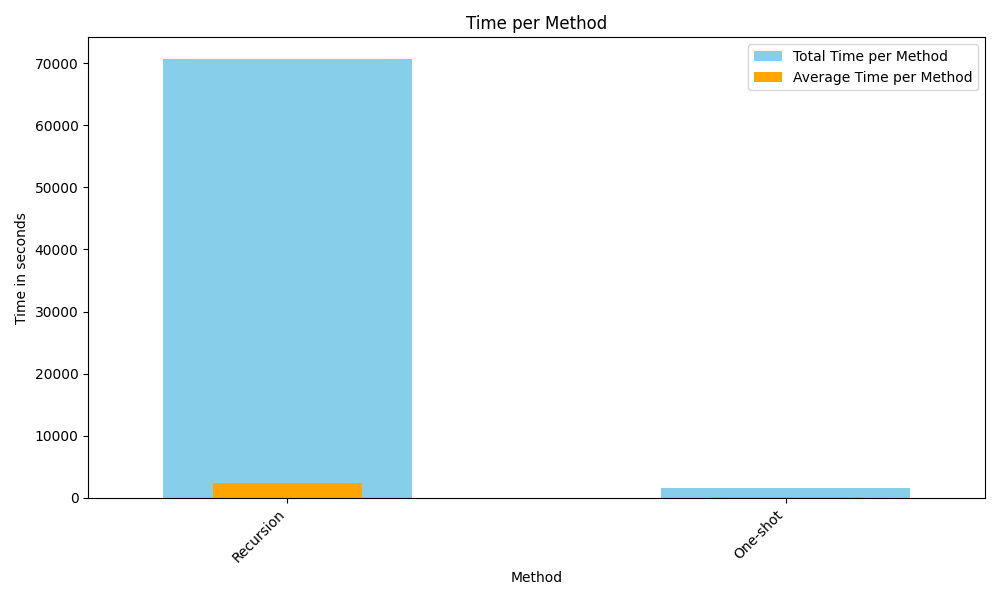 Time per Method
Total Time per Method
Average Time per Method
70000
60000
50000
40000
30000
20000
10000
0
Time in seconds
Recursion
One-shot
Method